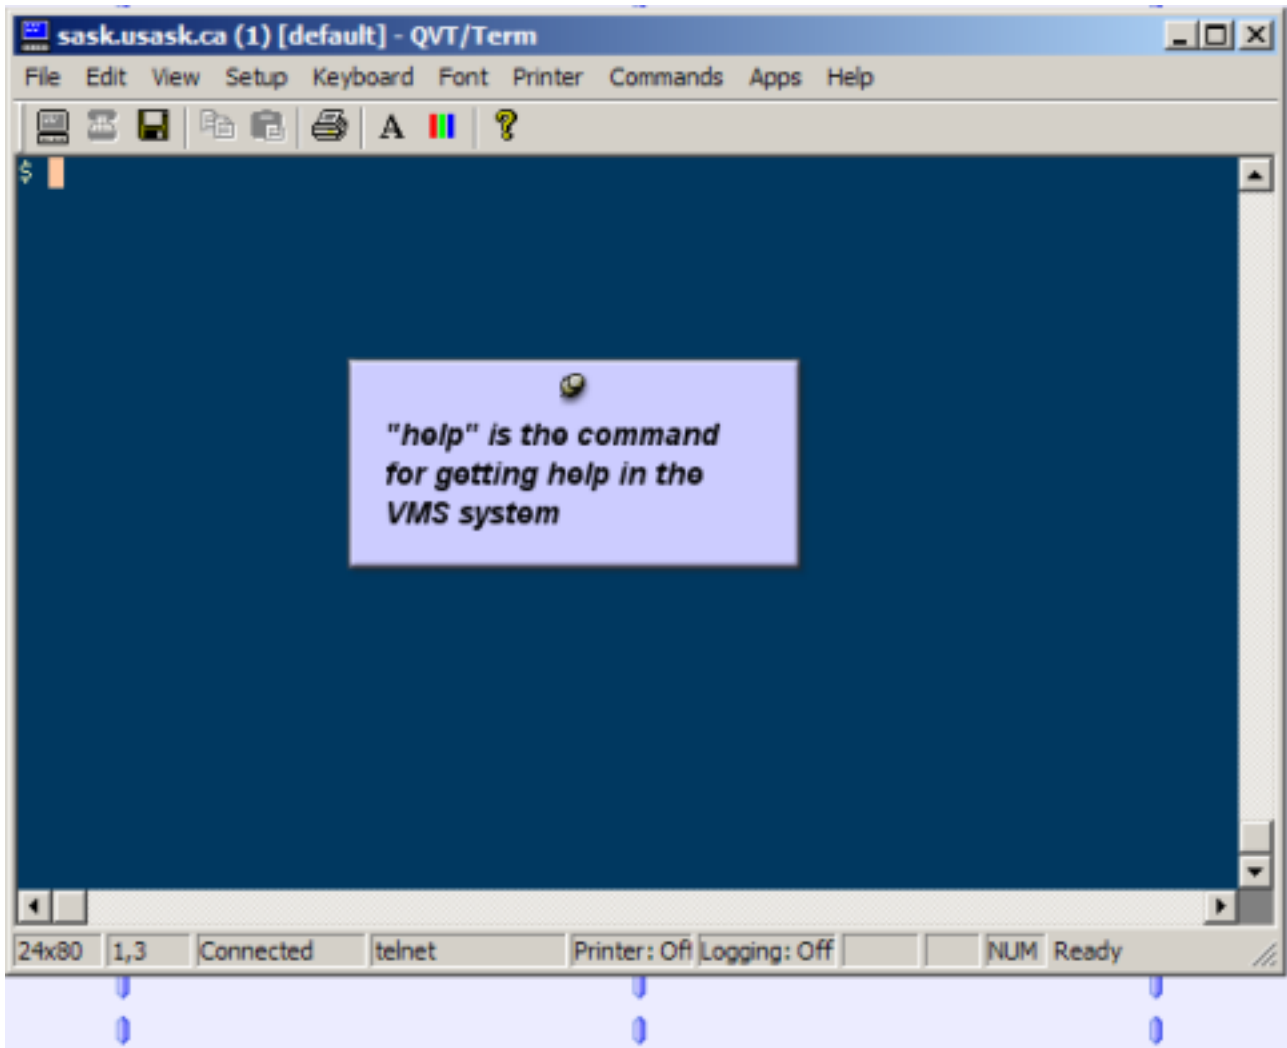 sask.usask.ca (1) [default] - QVT/Term
File Edit View Setup Keyboard Font Printer Commands Apps Help
A ?
$
"help" is the command
for getting help in the
VMS system
24x80 1,3 Connected telnet Printer: Off Logging: Off NUM Ready